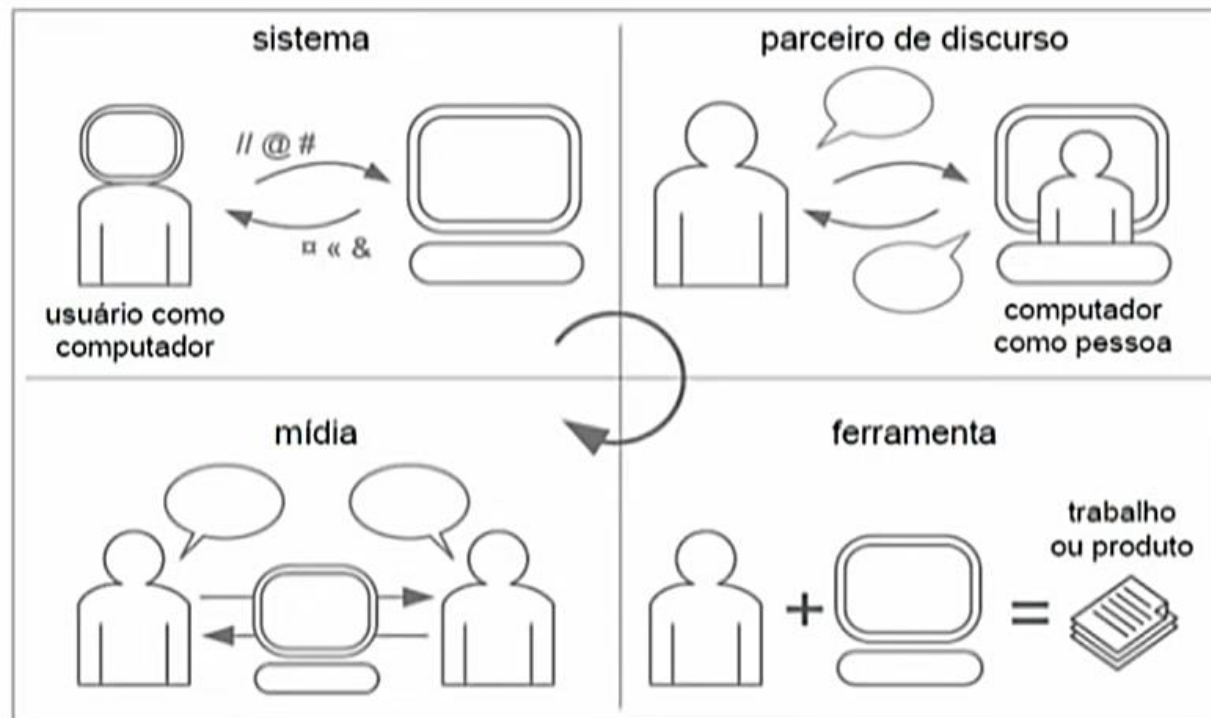 sistema
// @ #
¤ « &
usuário como
computador
parceiro de discurso
computador
como pessoa
mídia
ferramenta
trabalho
ou produto
+
=